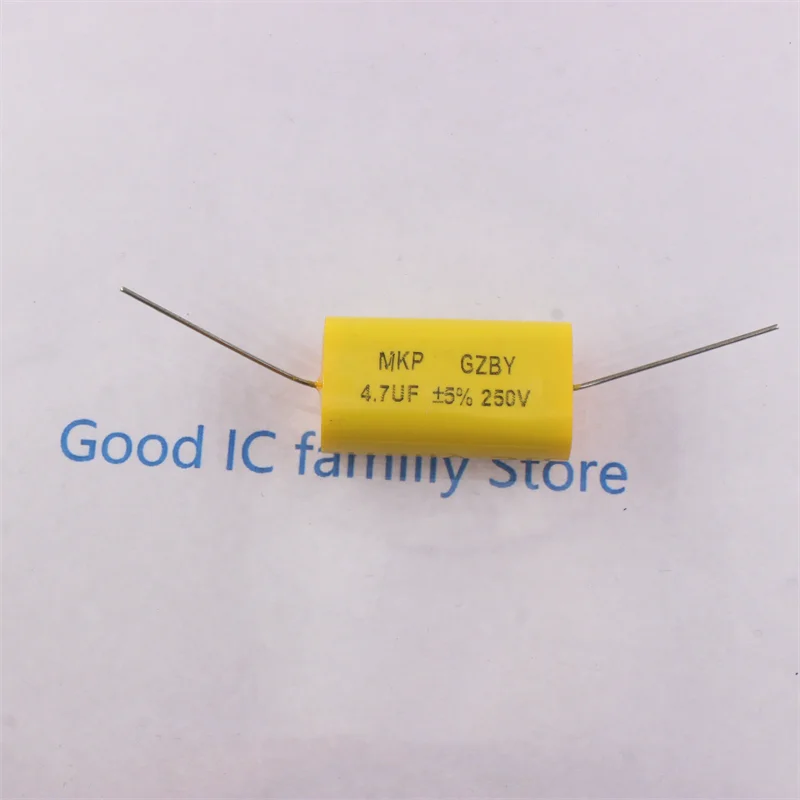 MKP GZBY
4.7UF ±5% 250V
Good IC familly Store